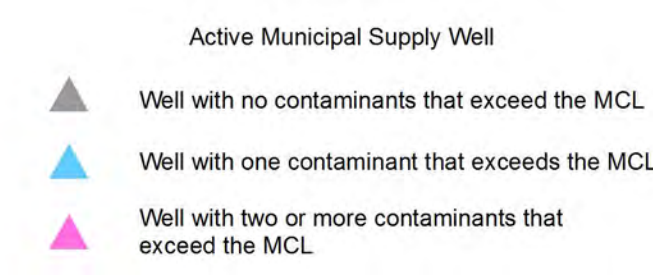 Active Municipal Supply Well
Well with no contaminants that exceed the MCL
Well with one contaminant that exceeds the MCL
Well with two or more contaminants that
exceed the MCL